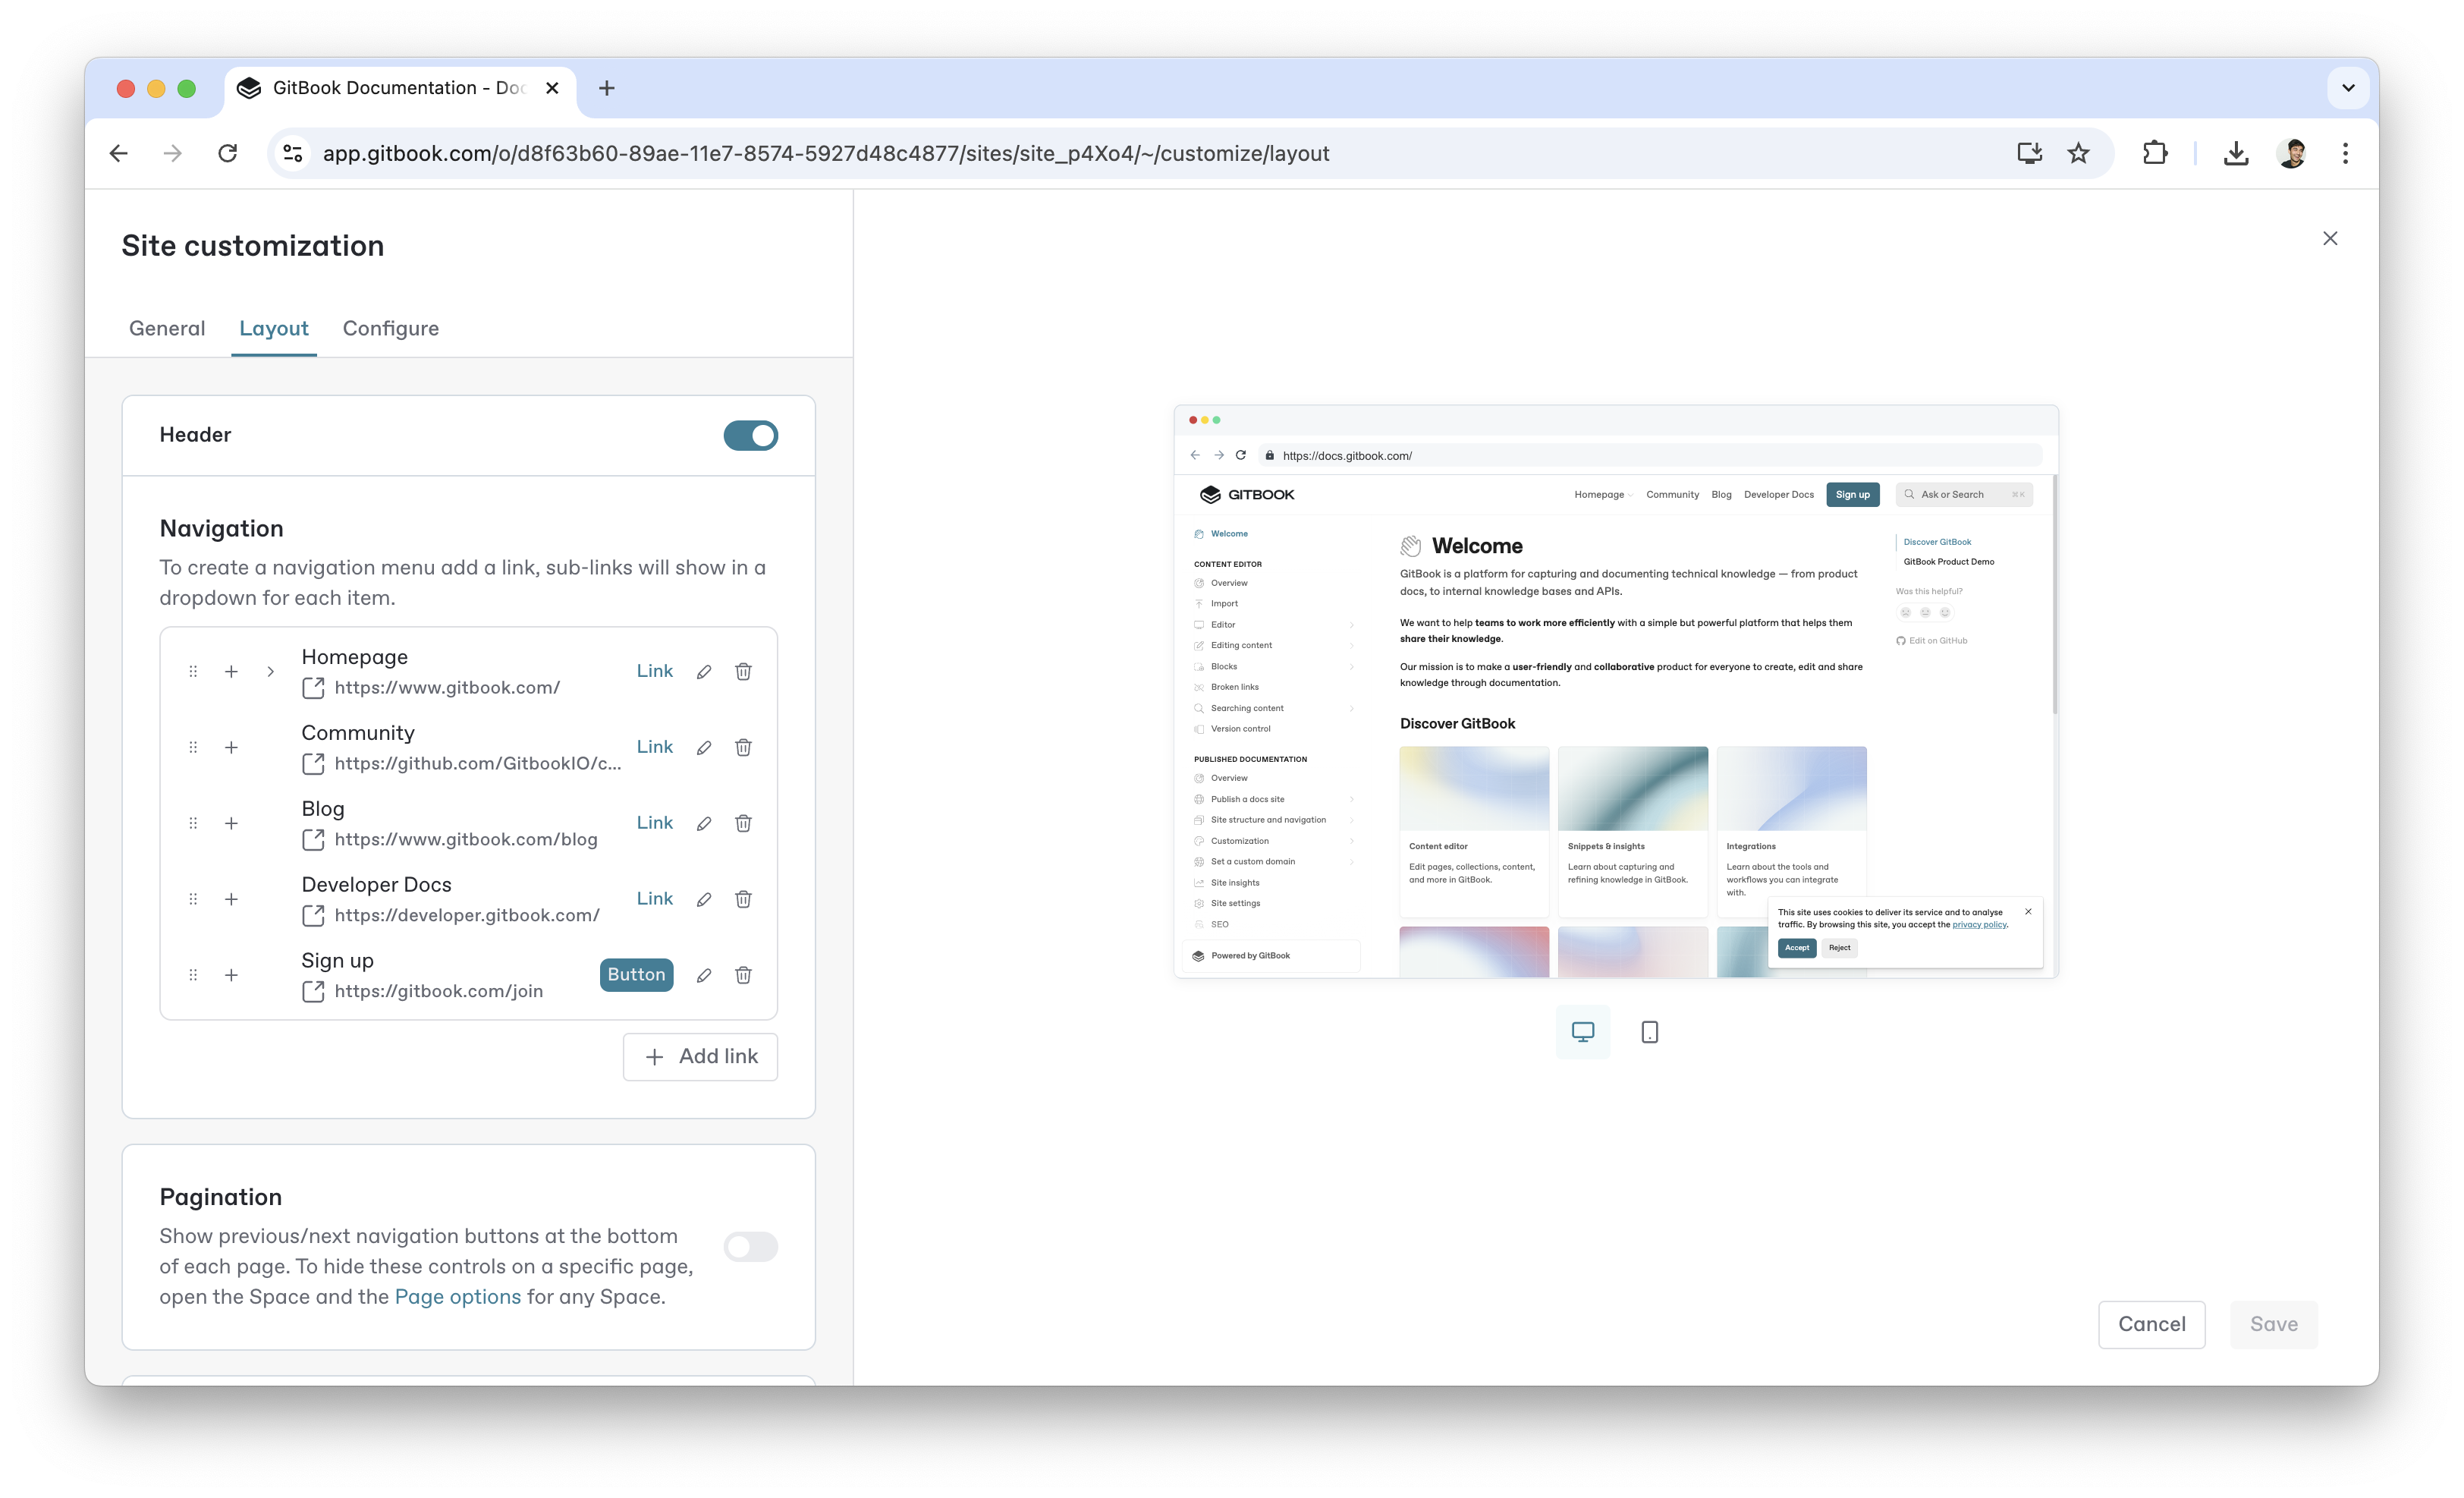 GitBook Documentation - Doc
app.gitbook.com/o/d8f63b60-89ae-11e7-8574-5927d48c4877/sites/site_p4Xo4/~/customize/layout
Site customization
General Layout Configure
Header
Navigation
To create a navigation menu add a link, sub-links will show in a
dropdown for each item.
Homepage
https://www.gitbook.com/
Link
Community
https://github.com/GitbookIO/c...
Link
Blog
https://www.gitbook.com/blog
Link
Developer Docs
https://developer.gitbook.com/
Link
Sign up
https://gitbook.com/join
Button
Add link
Pagination
Show previous/next navigation buttons at the bottom
of each page. To hide these controls on a specific page,
open the Space and the Page options for any Space.
https://docs.gitbook.com/
GITBOOK
Homepage Community Blog Developer Docs Sign up Ask or Search ⌘K
Welcome
CONTENT EDITOR
Overview
Import
Editor
Editing content
Blocks
Broken links
Searching content
Version control
PUBLISHED DOCUMENTATION
Overview
Publish a docs site
Site structure and navigation
Customization
Set a custom domain
Site insights
Site settings
SEO
Powered by GitBook
Welcome
GitBook is a platform for capturing and documenting technical knowledge — from product
docs, to internal knowledge bases and APIs.
We want to help teams to work more efficiently with a simple but powerful platform that helps them
share their knowledge.
Our mission is to make a user-friendly and collaborative product for everyone to create, edit and share
knowledge through documentation.
Discover GitBook
Content editor
Edit pages, collections, content,
and more in GitBook.
Snippets & insights
Learn about capturing and
refining knowledge in GitBook.
Integrations
Learn about the tools and
workflows you can integrate
with.
Discover GitBook
GitBook Product Demo
Was this helpful?
Edit on GitHub
This site uses cookies to deliver its service and to analyse
traffic. By browsing this site, you accept the privacy policy.
Accept Reject
Cancel Save